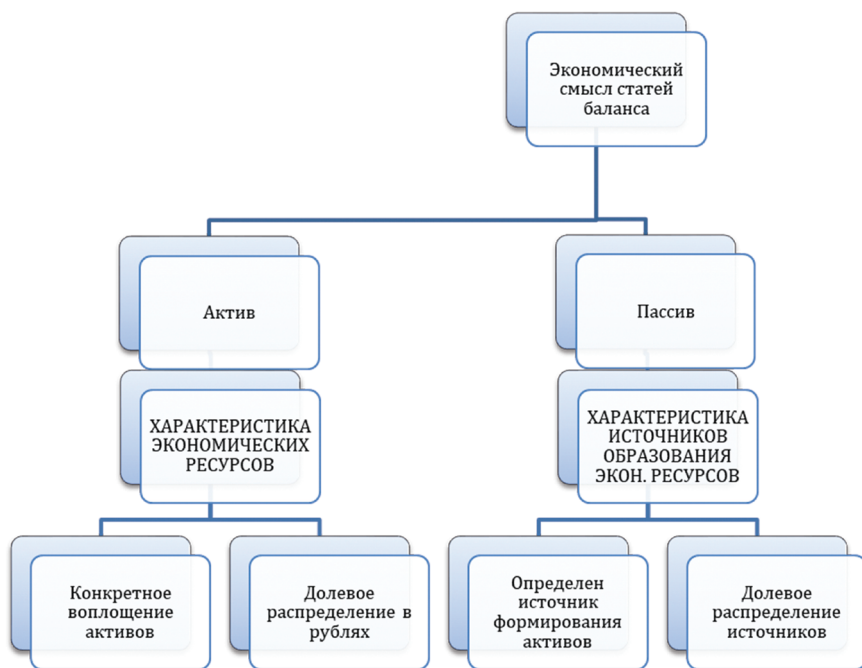 Экономический
смысл статей
баланса
Актив
Пассив
ХАРАКТЕРИСТИКА
ЭКОНОМИЧЕСКИХ
РЕСУРСОВ
ХАРАКТЕРИСТИКА
ИСТОЧНИКОВ
ОБРАЗОВАНИЯ
ЭКОН. РЕСУРСОВ
Конкретное
воплощение
активов
Долевое
распределение в
рублях
Определен
источник
формирования
активов
Долевое
распределение
источников